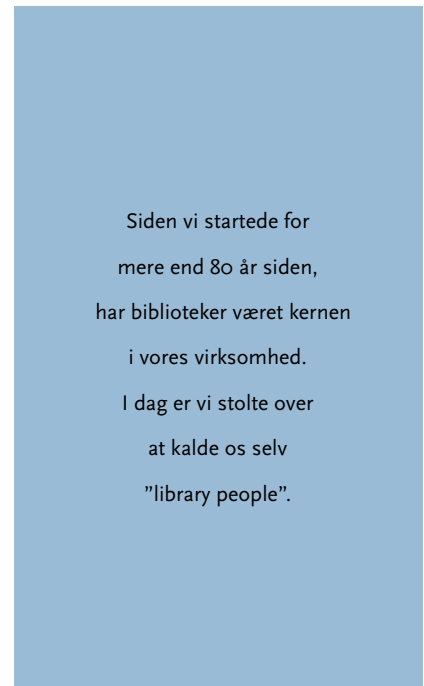 Siden vi startede for
mere end 80 år siden,
har biblioteker været kernen
i vores virksomhed.
I dag er vi stolte over
at kalde os selv
”library people”.